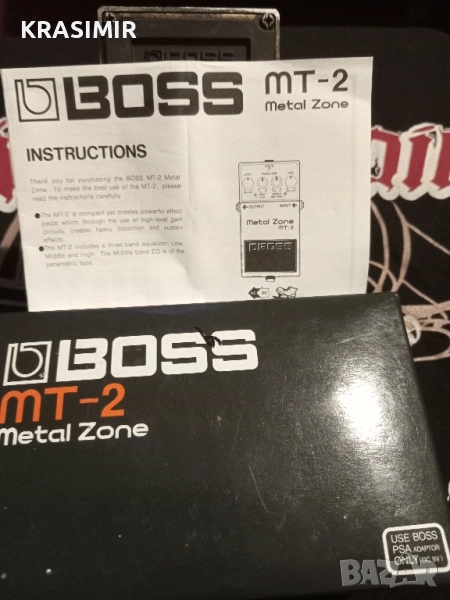 KRASIMIR
BOSS
BOSS
MT-2
Metal Zone
INSTRUCTIONS
Thank you for purchasing the BOSS MT-2 Metal
Zone. To make the best use of the MT-2, please
read the instructions carefully.
●The MT-2 is compact yet creates powerful effect
pedal which, through the use of high-level gain
circuits, creates heavy distortion and sustain
effects.
●The MT-2 includes a three band equalizer, Low,
Middle and High. The Middle band EQ is of the
parametric type.
OUTPUT
INPUT
Metal Zone
MT-2
BOSS
BOSS
MT-2
Metal Zone
USE BOSS
PSA ADAPTOR
ONLY (DC 9V)
BAZAR